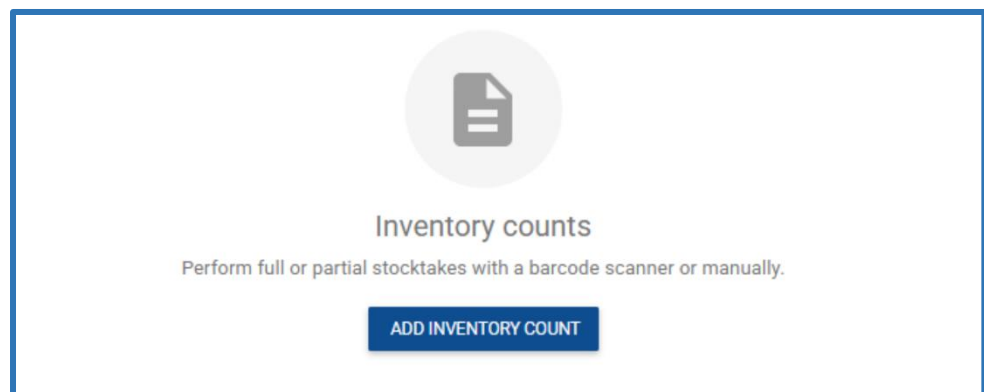 Inventory counts
Perform full or partial stocktakes with a barcode scanner or manually.
ADD INVENTORY COUNT